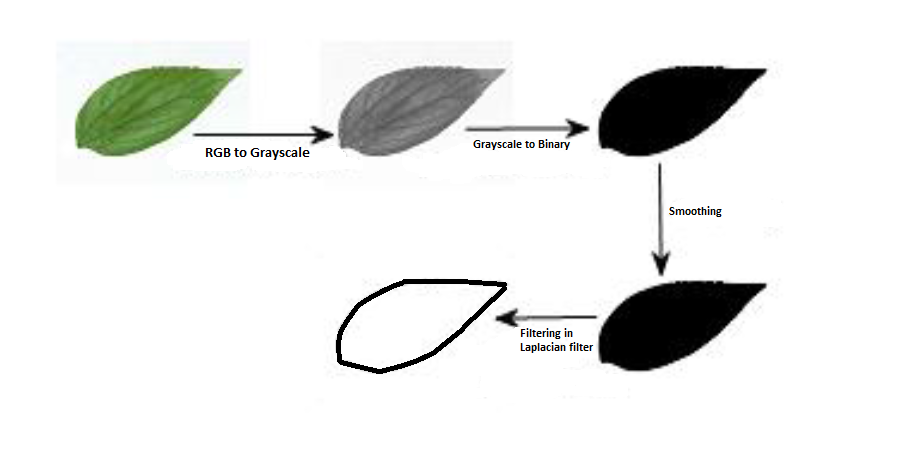 RGB to Grayscale
Grayscale to Binary
Smoothing
Filtering in
Laplacian filter